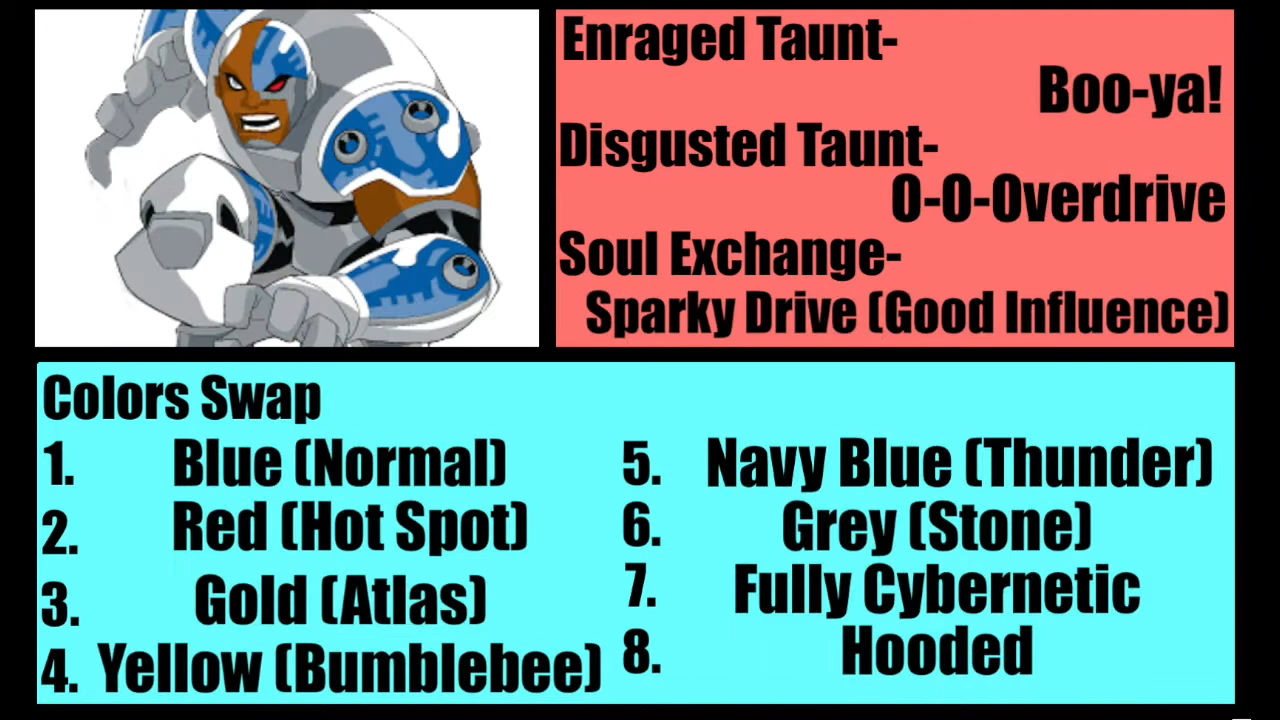 Enraged Taunt-
Boo-ya!
Disgusted Taunt-
O-O-Overdrive
Soul Exchange-
Sparky Drive (Good Influence)
Colors Swap
1. Blue (Normal)
2. Red (Hot Spot)
3. Gold (Atlas)
4. Yellow (Bumblebee)
5. Navy Blue (Thunder)
6. Grey (Stone)
7. Fully Cybernetic
8. Hooded